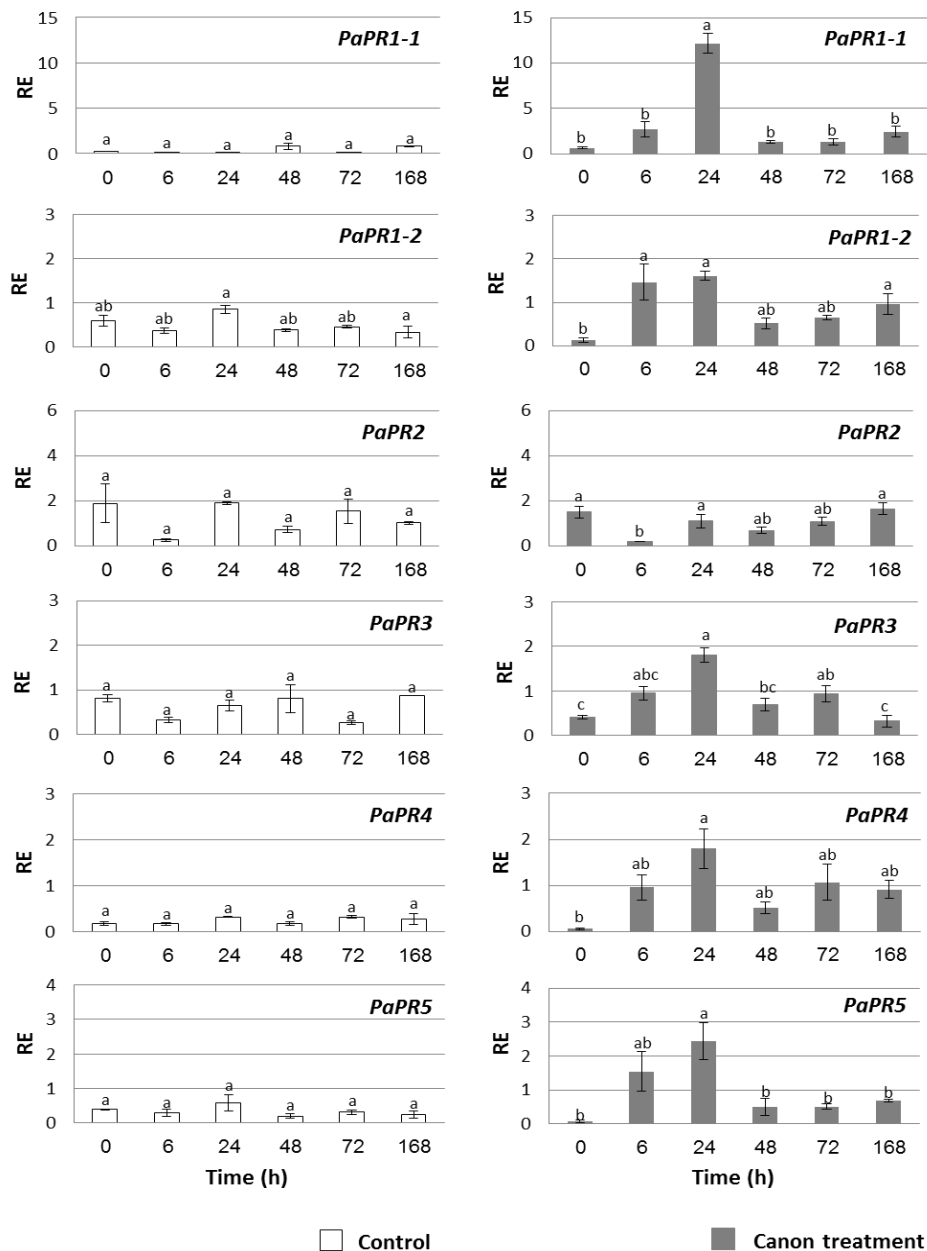 15
10
5
0
RE
PaPR1-1
a a a a a a
0 6 24 48 72 168
15
10
5
0
RE
PaPR1-1
b b a b b b
0 6 24 48 72 168
3
2
1
0
RE
PaPR1-2
ab ab a ab ab a
0 6 24 48 72 168
3
2
1
0
RE
PaPR1-2
b a a ab ab a
0 6 24 48 72 168
6
4
2
0
RE
PaPR2
a a a a a a
0 6 24 48 72 168
6
4
2
0
RE
PaPR2
a b a ab ab a
0 6 24 48 72 168
3
2
1
0
RE
PaPR3
a a a a a a
0 6 24 48 72 168
3
2
1
0
RE
PaPR3
c abc a bc ab c
0 6 24 48 72 168
3
2
1
0
RE
PaPR4
a a a a a a
0 6 24 48 72 168
3
2
1
0
RE
PaPR4
b ab a ab ab ab
0 6 24 48 72 168
4
3
2
1
0
RE
PaPR5
a a a a a a
0 6 24 48 72 168
Time (h)
4
3
2
1
0
RE
PaPR5
b ab a b b b
0 6 24 48 72 168
Time (h)
Control
Canon treatment